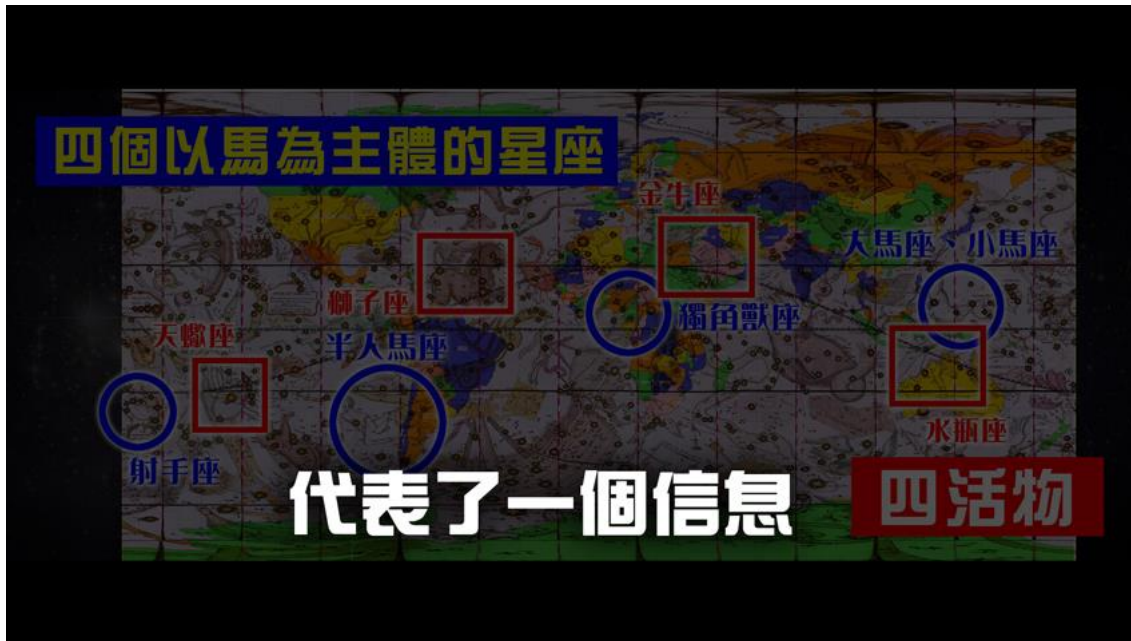 四個以馬為主體的星座
金牛座
大馬座、小馬座
獅子座
獨角獸座
天蠍座
半人馬座
水瓶座
射手座
代表了一個信息
四活物